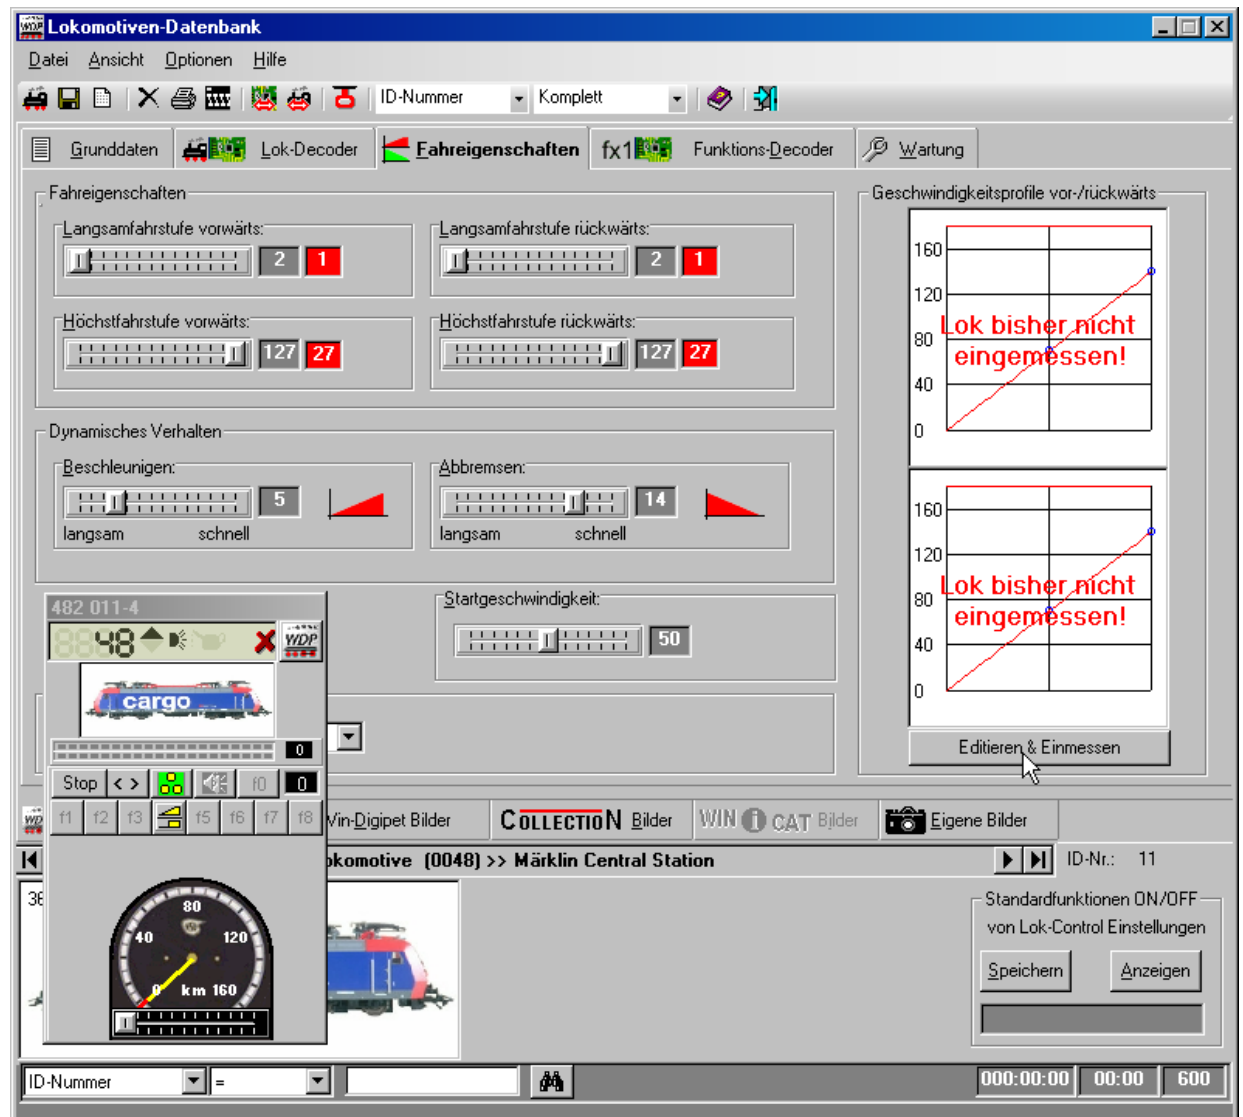 Lokomotiven-Datenbank
Datei Ansicht Optionen Hilfe
ID-Nummer Komplett
Grunddaten Lok-Decoder Fahreigenschaften fx1 Funktions-Decoder Wartung
Fahreigenschaften
Langsamfahrstufe vorwärts:
2 1
Langsamfahrstufe rückwärts:
2 1
Höchstfahrstufe vorwärts:
127 27
Höchstfahrstufe rückwärts:
127 27
Dynamisches Verhalten
Beschleunigen:
5
langsam schnell
Abbremsen:
14
langsam schnell
Startgeschwindigkeit:
50
Geschwindigkeitsprofile vor-/rückwärts
160
120
80
40
0
Lok bisher nicht
eingemessen!
160
120
80
40
0
Lok bisher nicht
eingemessen!
Editieren & Einmessen
482 011-4
48
WDP
cargo
0
Stop < > f0 0
f1 f2 f3 f5 f6 f7 f8
80
40 120
0 km 160
Win-Digipet Bilder COLLECTION Bilder WIN CAT Bilder Eigene Bilder
okomotive (0048) >> Märklin Central Station
ID-Nr.: 11
Standardfunktionen ON/OFF
von Lok-Control Einstellungen
Speichern Anzeigen
ID-Nummer =
000:00:00 00:00 600